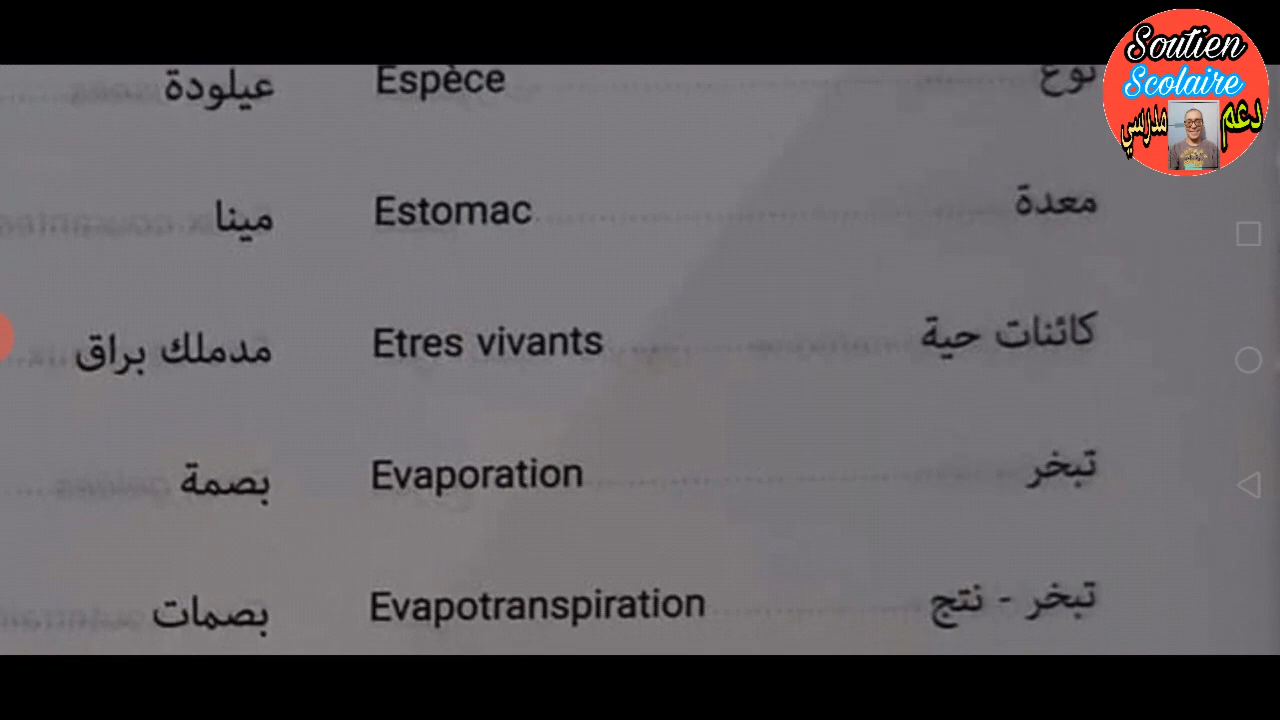 Soutien
Scolaire
دعم مدرسي
عيلودة Espèce نوع
مينا Estomac معدة
مدملك براق Etres vivants كائنات حية
بصمة Evaporation تبخر
بصمات Evapotranspiration تبخر - نتج